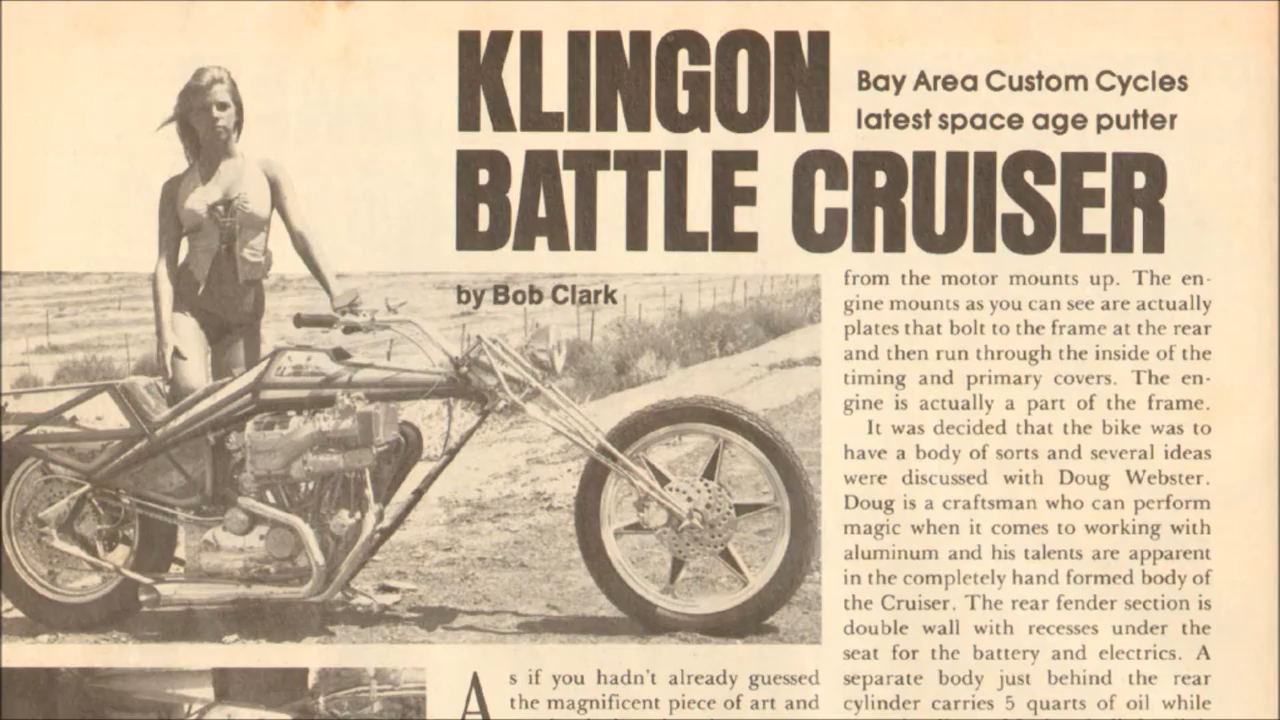 KLINGON
BATTLE CRUISER
Bay Area Custom Cycles
latest space age putter
by Bob Clark
As if you hadn't already guessed
the magnificent piece of art and
from the motor mounts up. The en-
gine mounts as you can see are actually
plates that bolt to the frame at the rear
and then run through the inside of the
timing and primary covers. The en-
gine is actually a part of the frame.
It was decided that the bike was to
have a body of sorts and several ideas
were discussed with Doug Webster.
Doug is a craftsman who can perform
magic when it comes to working with
aluminum and his talents are apparent
in the completely hand formed body of
the Cruiser. The rear fender section is
double wall with recesses under the
seat for the battery and electrics. A
separate body just behind the rear
cylinder carries 5 quarts of oil while